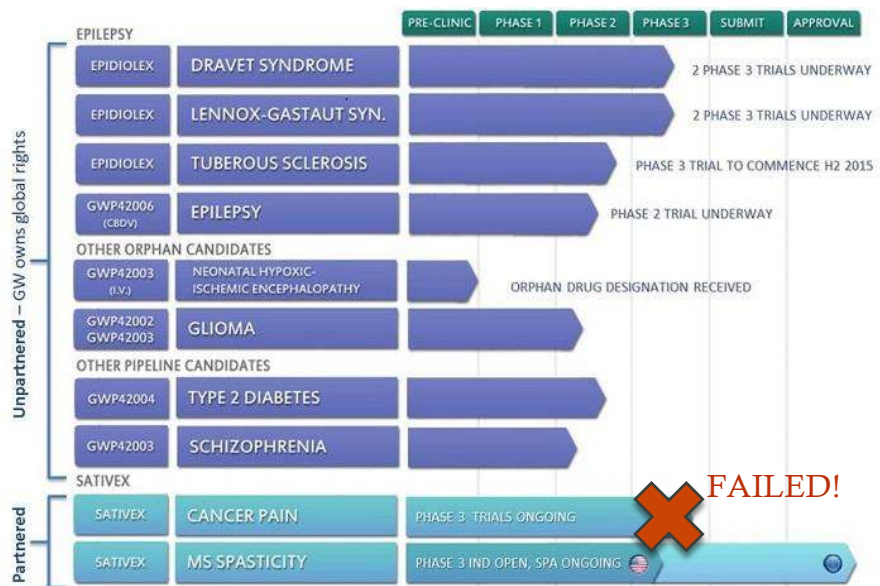 PRE-CLINIC PHASE 1 PHASE 2 PHASE 3 SUBMIT APPROVAL
EPILEPSY
EPIDIOLEX DRAVET SYNDROME 2 PHASE 3 TRIALS UNDERWAY
EPIDIOLEX LENNOX-GASTAUT SYN. 2 PHASE 3 TRIALS UNDERWAY
EPIDIOLEX TUBEROUS SCLEROSIS PHASE 3 TRIAL TO COMMENCE H2 2015
GWP42006
(CBDV)
EPILEPSY PHASE 2 TRIAL UNDERWAY
OTHER ORPHAN CANDIDATES
GWP42003
(I.V.)
NEONATAL HYPOXIC-
ISCHEMIC ENCEPHALOPATHY
ORPHAN DRUG DESIGNATION RECEIVED
GWP42002
GWP42003
GLIOMA
OTHER PIPELINE CANDIDATES
GWP42004 TYPE 2 DIABETES
GWP42003 SCHIZOPHRENIA
Unpartnered – GW owns global rights
SATIVEX
FAILED!
SATIVEX CANCER PAIN PHASE 3 TRIALS ONGOING
SATIVEX MS SPASTICITY PHASE 3 IND OPEN, SPA ONGOING
Partnered